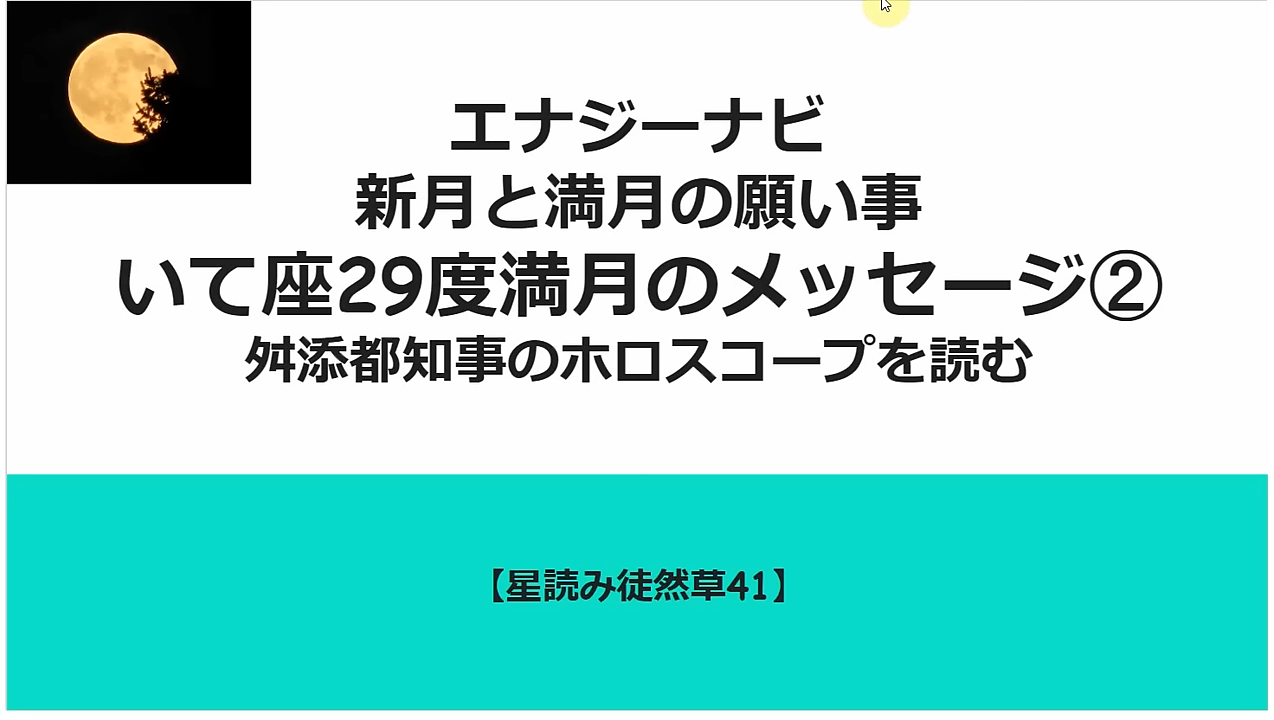 エナジーナビ
新月と満月の願い事
いて座29度満月のメッセージ②
舛添都知事のホロスコープを読む
【星読み徒然草41】